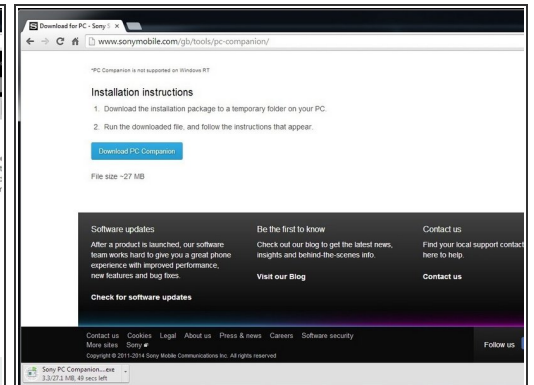 Download for PC - Sony S
www.sonymobile.com/gb/tools/pc-companion/
*PC Companion is not supported on Windows RT
Installation instructions
1. Download the installation package to a temporary folder on your PC.
2. Run the downloaded file, and follow the instructions that appear.
Download PC Companion
File size ~27 MB
Software updates
After a product is launched, our software
team works hard to give you a great phone
experience with improved performance,
new features and bug fixes.
Check for software updates
Be the first to know
Check out our blog to get the latest news,
insights and behind-the-scenes info.
Visit our Blog
Contact us
Find your local support contact
here to help.
Contact us
Contact us Cookies Legal About us Press & news Careers Software security
More sites Sony
Copyright © 2011-2014 Sony Mobile Communications Inc. All rights reserved
Follow us
Sony PC Companion....exe
3.3/27.1 MB, 49 secs left